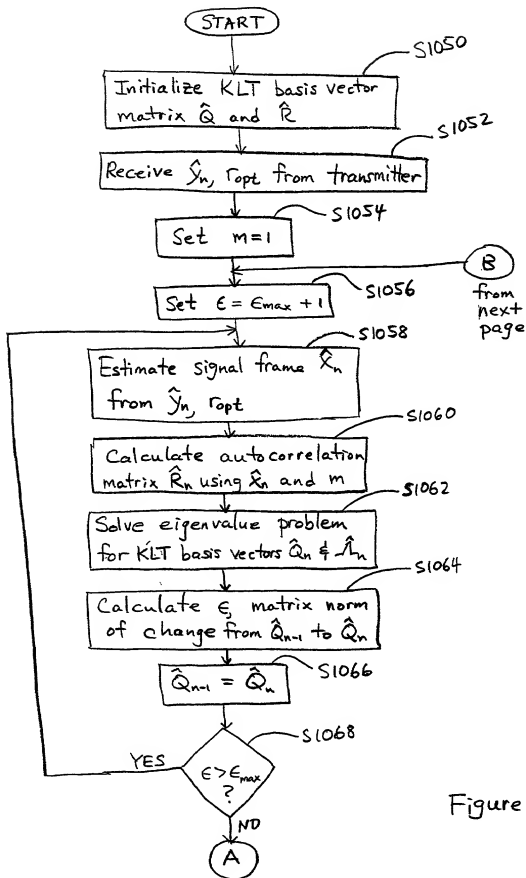 START
S1050
Initialize KLT basis vector
matrix Q̂ and R̂
S1052
Receive ŷn, ropt from transmitter
S1054
Set m=1
B
from
next
page
S1056
Set ϵ = ϵmax +1
S1058
Estimate signal frame x̂n
from ŷn, ropt
S1060
Calculate autocorrelation
matrix R̂n using x̂n and m
S1062
Solve eigenvalue problem
for KLT basis vectors Q̂n & Λ̂n
S1064
Calculate ϵ, matrix norm
of change from Q̂n-1 to Q̂n
S1066
Q̂n-1 = Q̂n
S1068
YES
ϵ>ϵmax
?
NO
A
Figure